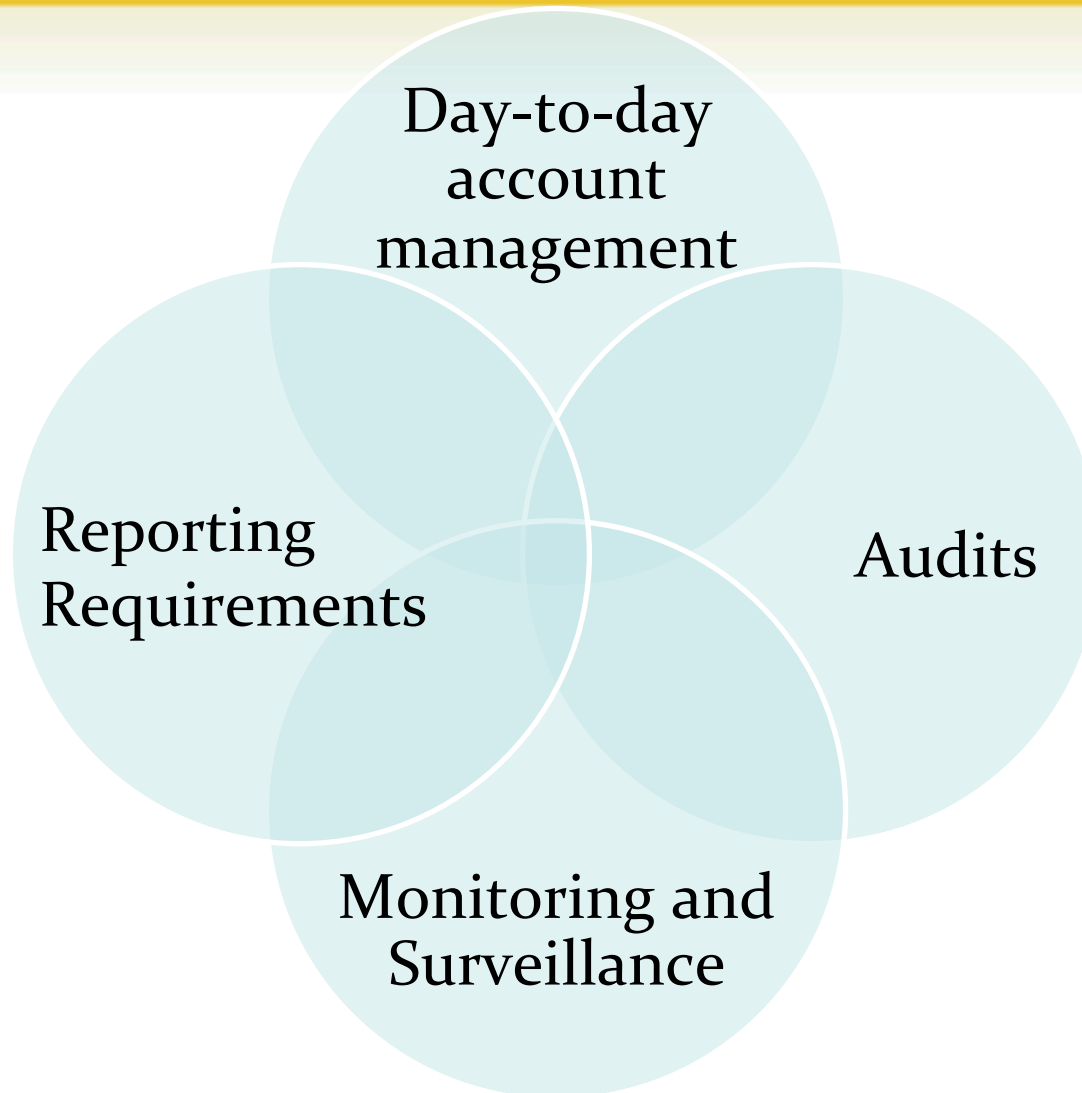 Day-to-day
account
management
Reporting
Requirements
Audits
Monitoring and
Surveillance